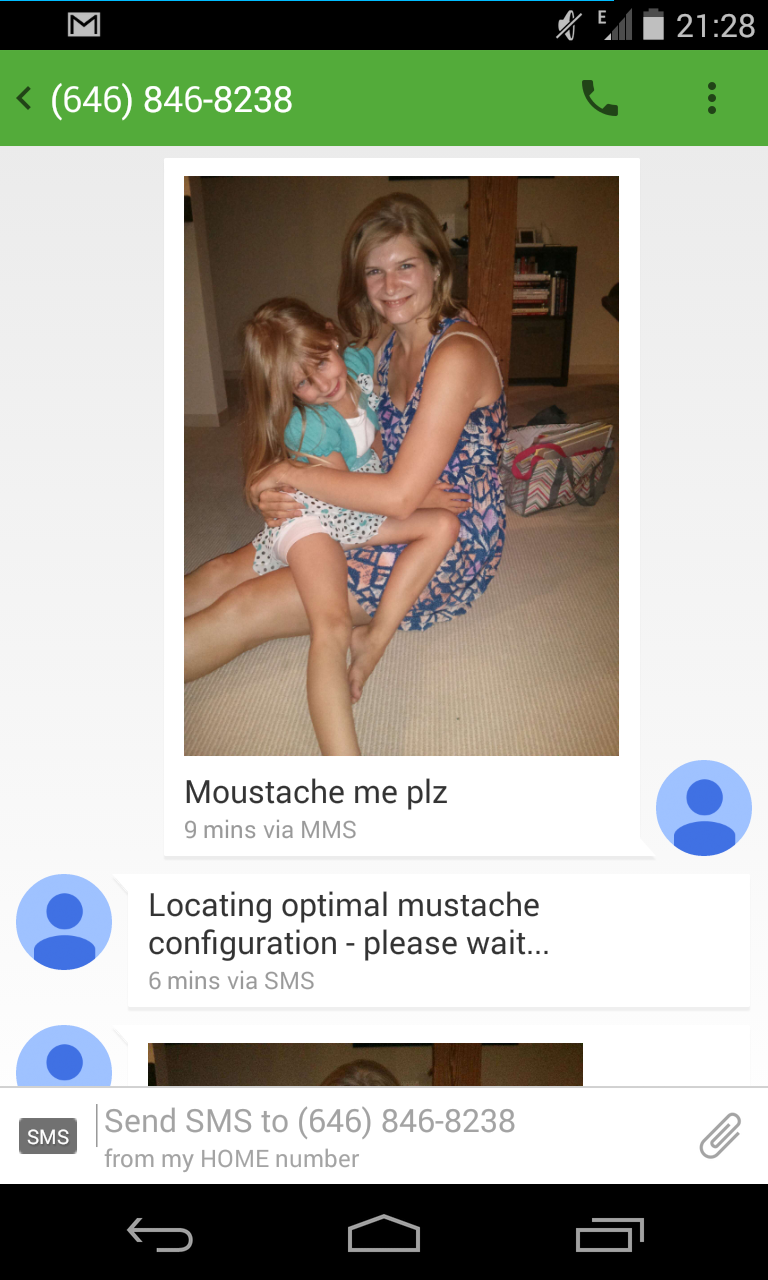 E
21:28
(646) 846-8238
Moustache me plz
9 mins via MMS
Locating optimal mustache
configuration - please wait...
6 mins via SMS
SMS
Send SMS to (646) 846-8238
from my HOME number